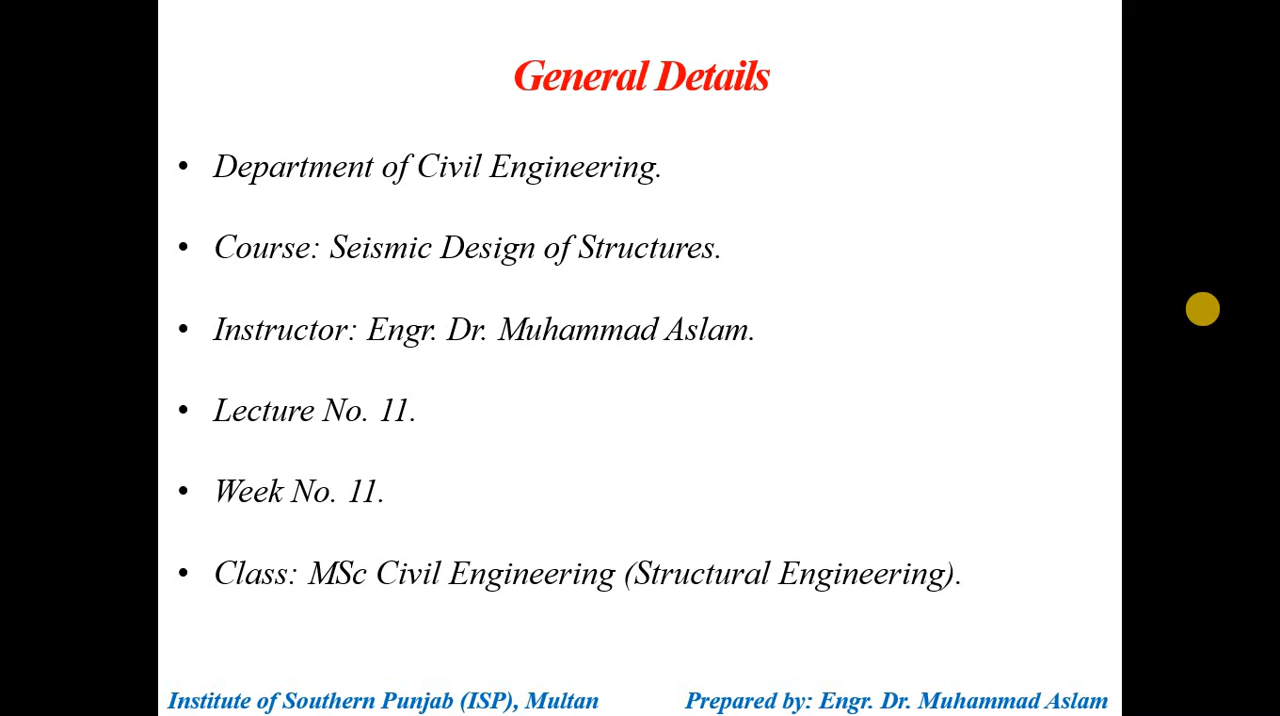 General Details
• Department of Civil Engineering.
• Course: Seismic Design of Structures.
• Instructor: Engr. Dr. Muhammad Aslam.
• Lecture No. 11.
• Week No. 11.
• Class: MSc Civil Engineering (Structural Engineering).
Institute of Southern Punjab (ISP), Multan
Prepared by: Engr. Dr. Muhammad Aslam